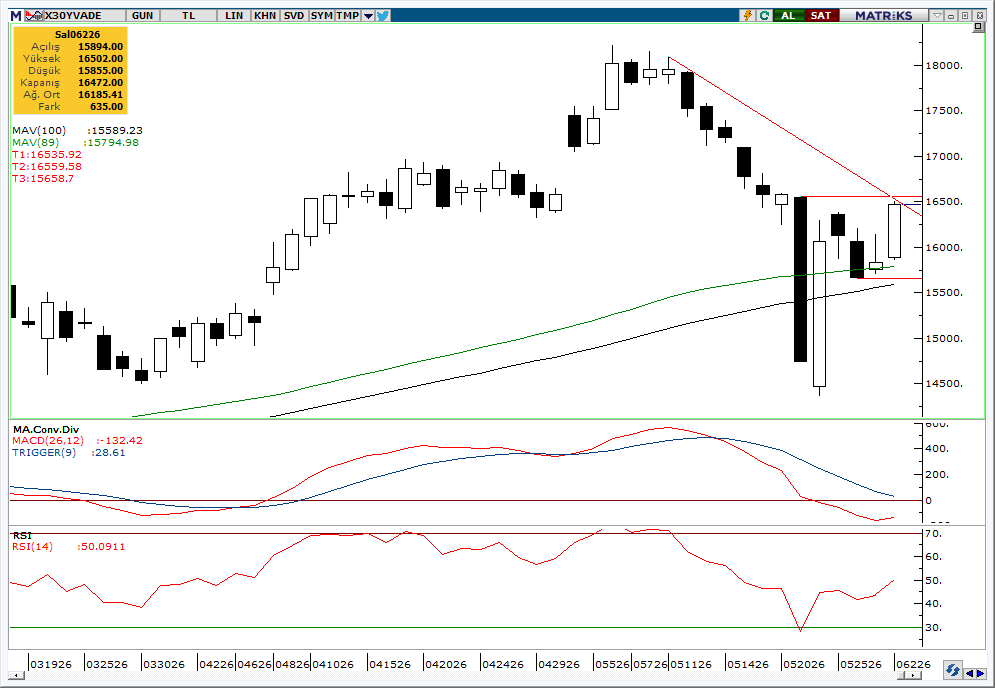 M X30YVADE GUN TL LIN KHN SVD SYM TMP AL SAT MATRIKS
Sal06226
Açılış 15894.00
Yüksek 16502.00
Düşük 15855.00
Kapanış 16472.00
Ağ. Ort 16185.41
Fark 635.00
MAV(100) :15589.23
MAV(89) :15794.98
T1:16535.92
T2:16559.58
T3:15658.7
18000.
17500.
17000.
16500.
16000.
15500.
15000.
14500.
MA.Conv.Div
MACD(26,12) :-132.42
TRIGGER(9) :28.61
600.
400.
200.
0
RSI
RSI(14) :50.0911
70.
60.
50.
40.
30.
031926 032526 033026 04226 04626 04826 041026 041526 042026 042426 042926 05526 05726 051126 051426 052026 052526 06226